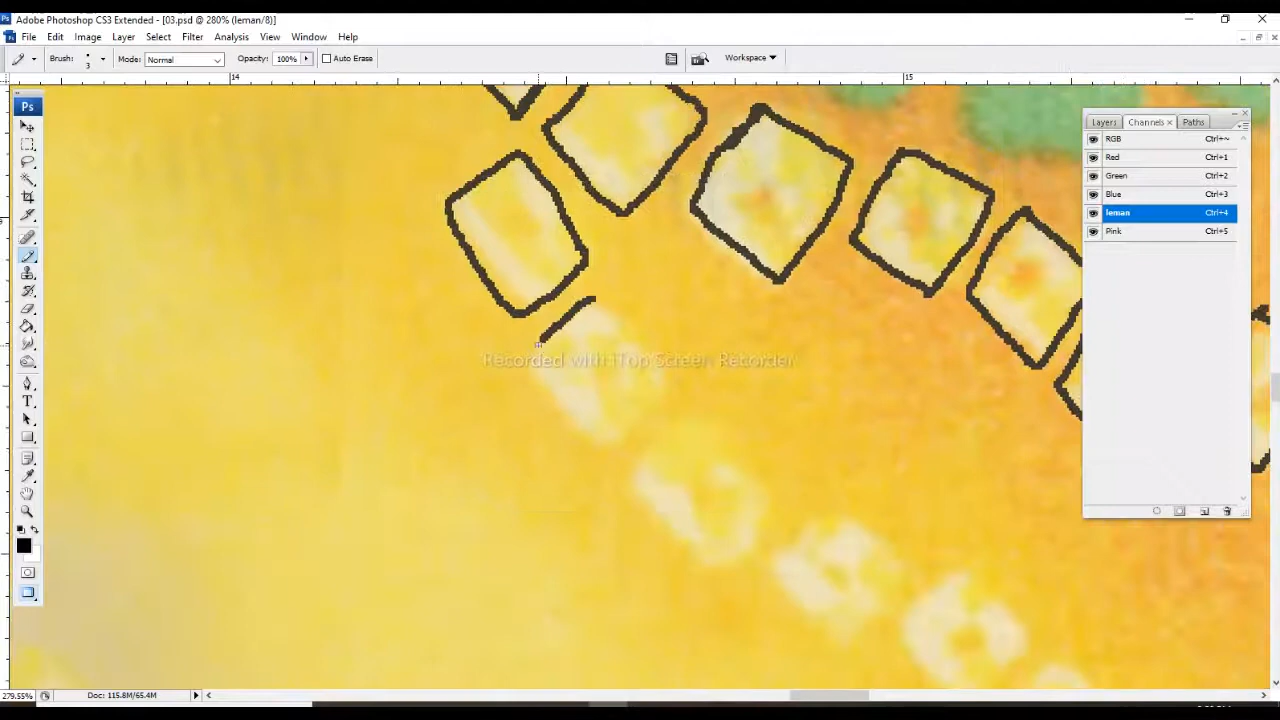 Adobe Photoshop CS3 Extended - [03.psd @ 280% (leman/8)]
File Edit Image Layer Select Filter Analysis View Window Help
Brush: 3 Mode: Normal Opacity: 100% Auto Erase Workspace
14 15
Ps
Layers Channels × Paths
RGB Ctrl+~
Red Ctrl+1
Green Ctrl+2
Blue Ctrl+3
leman Ctrl+4
Pink Ctrl+5
Recorded with iTop Screen Recorder
T
279.55% Doc: 115.8M/65.4M